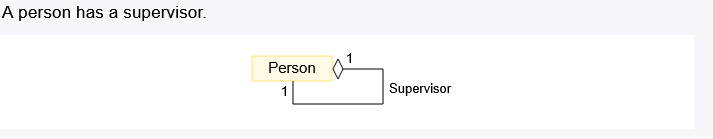 A person has a supervisor.
1
Person
1
Supervisor